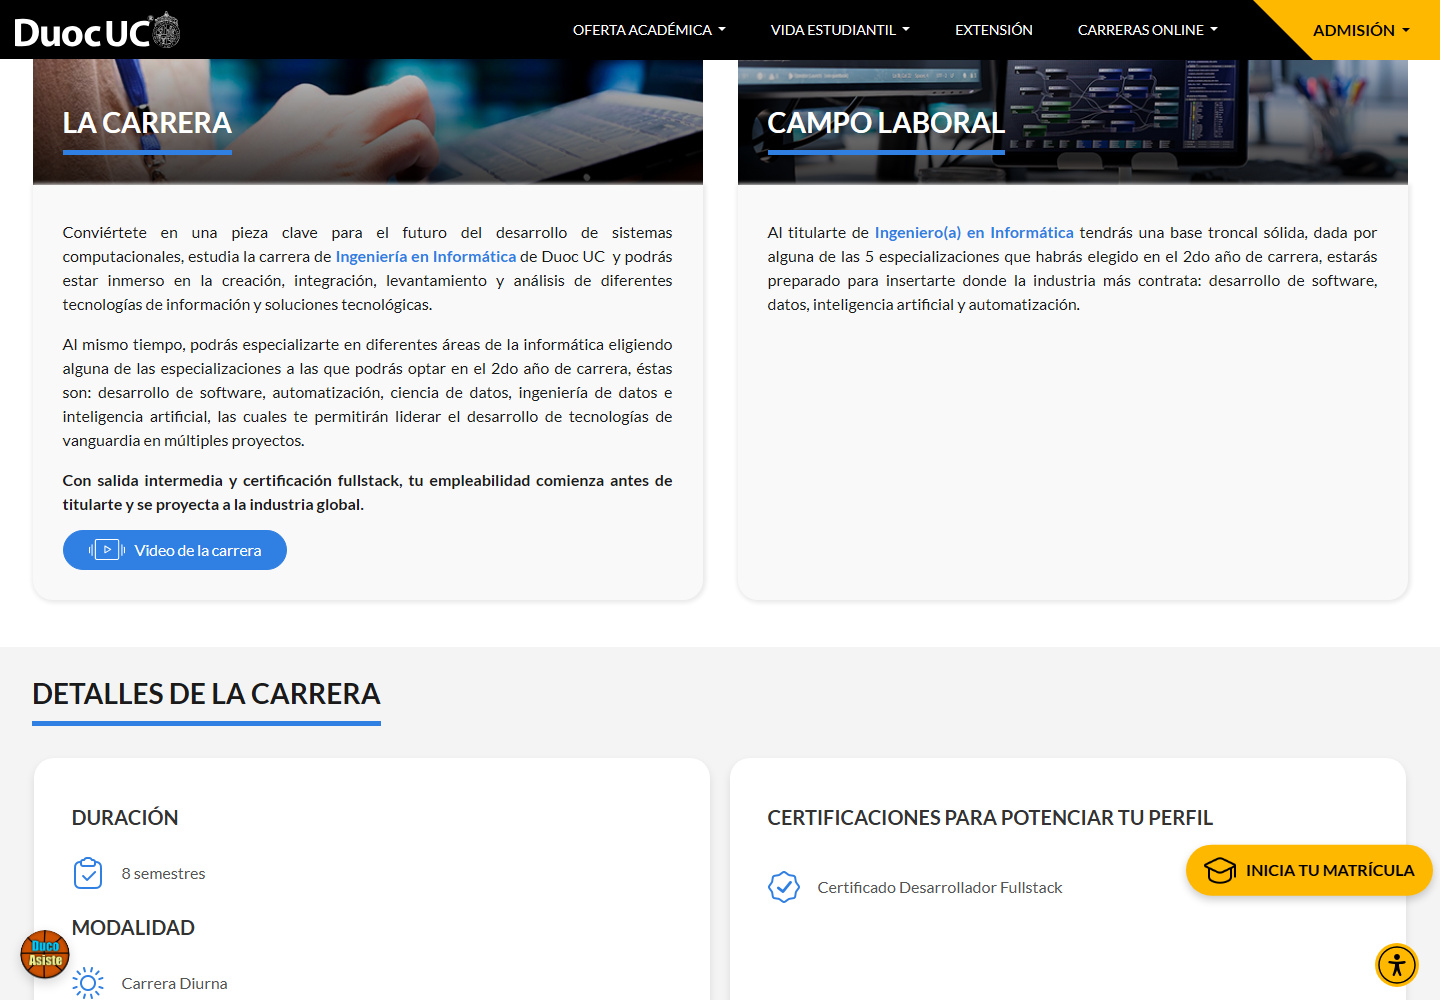 Duoc UC
OFERTA ACADÉMICA
VIDA ESTUDIANTIL
EXTENSIÓN
CARRERAS ONLINE
ADMISIÓN
LA CARRERA
Conviértete en una pieza clave para el futuro del desarrollo de sistemas
computacionales, estudia la carrera de Ingeniería en Informática de Duoc UC y podrás
estar inmerso en la creación, integración, levantamiento y análisis de diferentes
tecnologías de información y soluciones tecnológicas.
Al mismo tiempo, podrás especializarte en diferentes áreas de la informática eligiendo
alguna de las especializaciones a las que podrás optar en el 2do año de carrera, éstas
son: desarrollo de software, automatización, ciencia de datos, ingeniería de datos e
inteligencia artificial, las cuales te permitirán liderar el desarrollo de tecnologías de
vanguardia en múltiples proyectos.
Con salida intermedia y certificación fullstack, tu empleabilidad comienza antes de
titularte y se proyecta a la industria global.
Video de la carrera
CAMPO LABORAL
Al titularte de Ingeniero(a) en Informática tendrás una base troncal sólida, dada por
alguna de las 5 especializaciones que habrás elegido en el 2do año de carrera, estarás
preparado para insertarte donde la industria más contrata: desarrollo de software,
datos, inteligencia artificial y automatización.
DETALLES DE LA CARRERA
DURACIÓN
8 semestres
MODALIDAD
Carrera Diurna
CERTIFICACIONES PARA POTENCIAR TU PERFIL
Certificado Desarrollador Fullstack
INICIA TU MATRÍCULA
Duco
Asiste